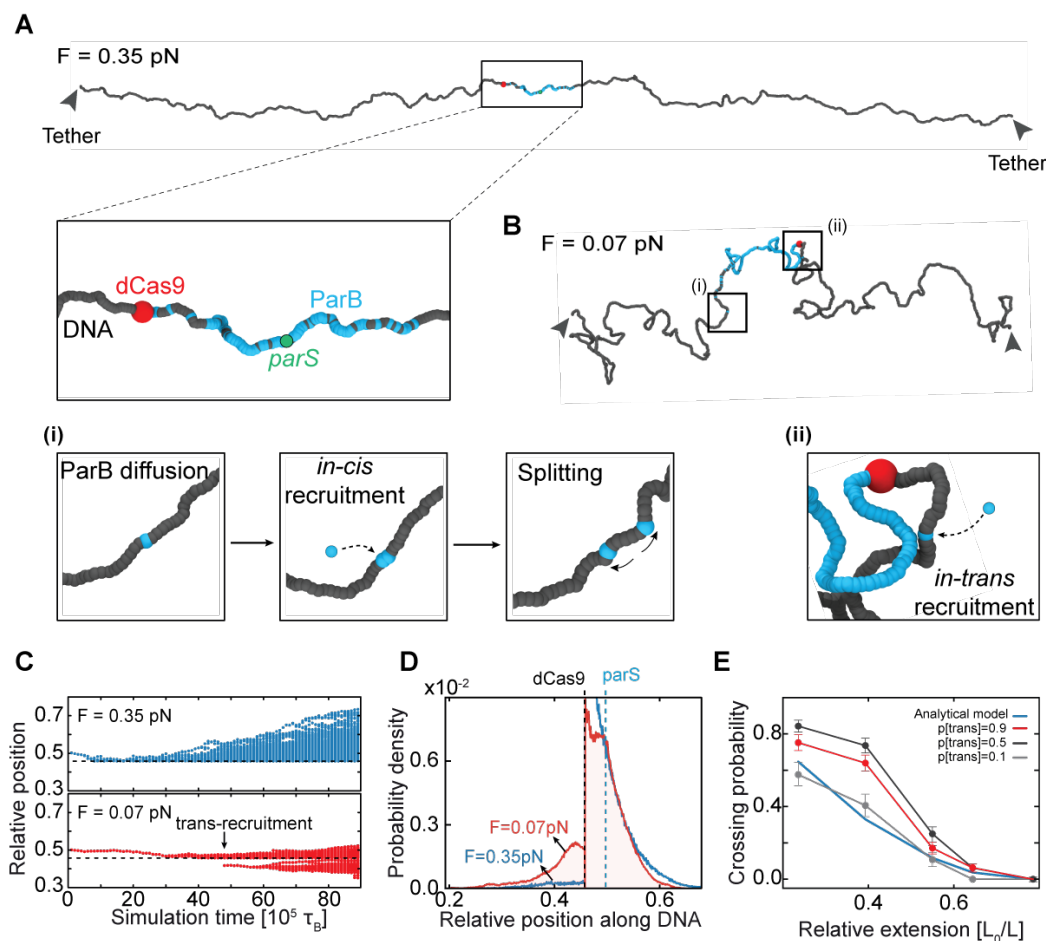 A
F = 0.35 pN
Tether
Tether
dCas9
ParB
DNA
parS
B
F = 0.07 pN
(i)
(ii)
(i)
ParB diffusion
in-cis
recruitment
Splitting
(ii)
in-trans
recruitment
C
F = 0.35 pN
0.7
0.5
0.3
F = 0.07 pN
trans-recruitment
0.7
0.5
0.3
0 20 40 60 80
Relative position
Simulation time [10⁵ τB]
D
dCas9
parS
x10⁻²
0.6
0.3
0.0
F=0.07pN
F=0.35pN
0.2 0.4 0.6
Probability density
Relative position along DNA
E
Analytical model
p[trans]=0.9
p[trans]=0.5
p[trans]=0.1
0.8
0.4
0.0
0.4 0.6
Crossing probability
Relative extension [L₀/L]